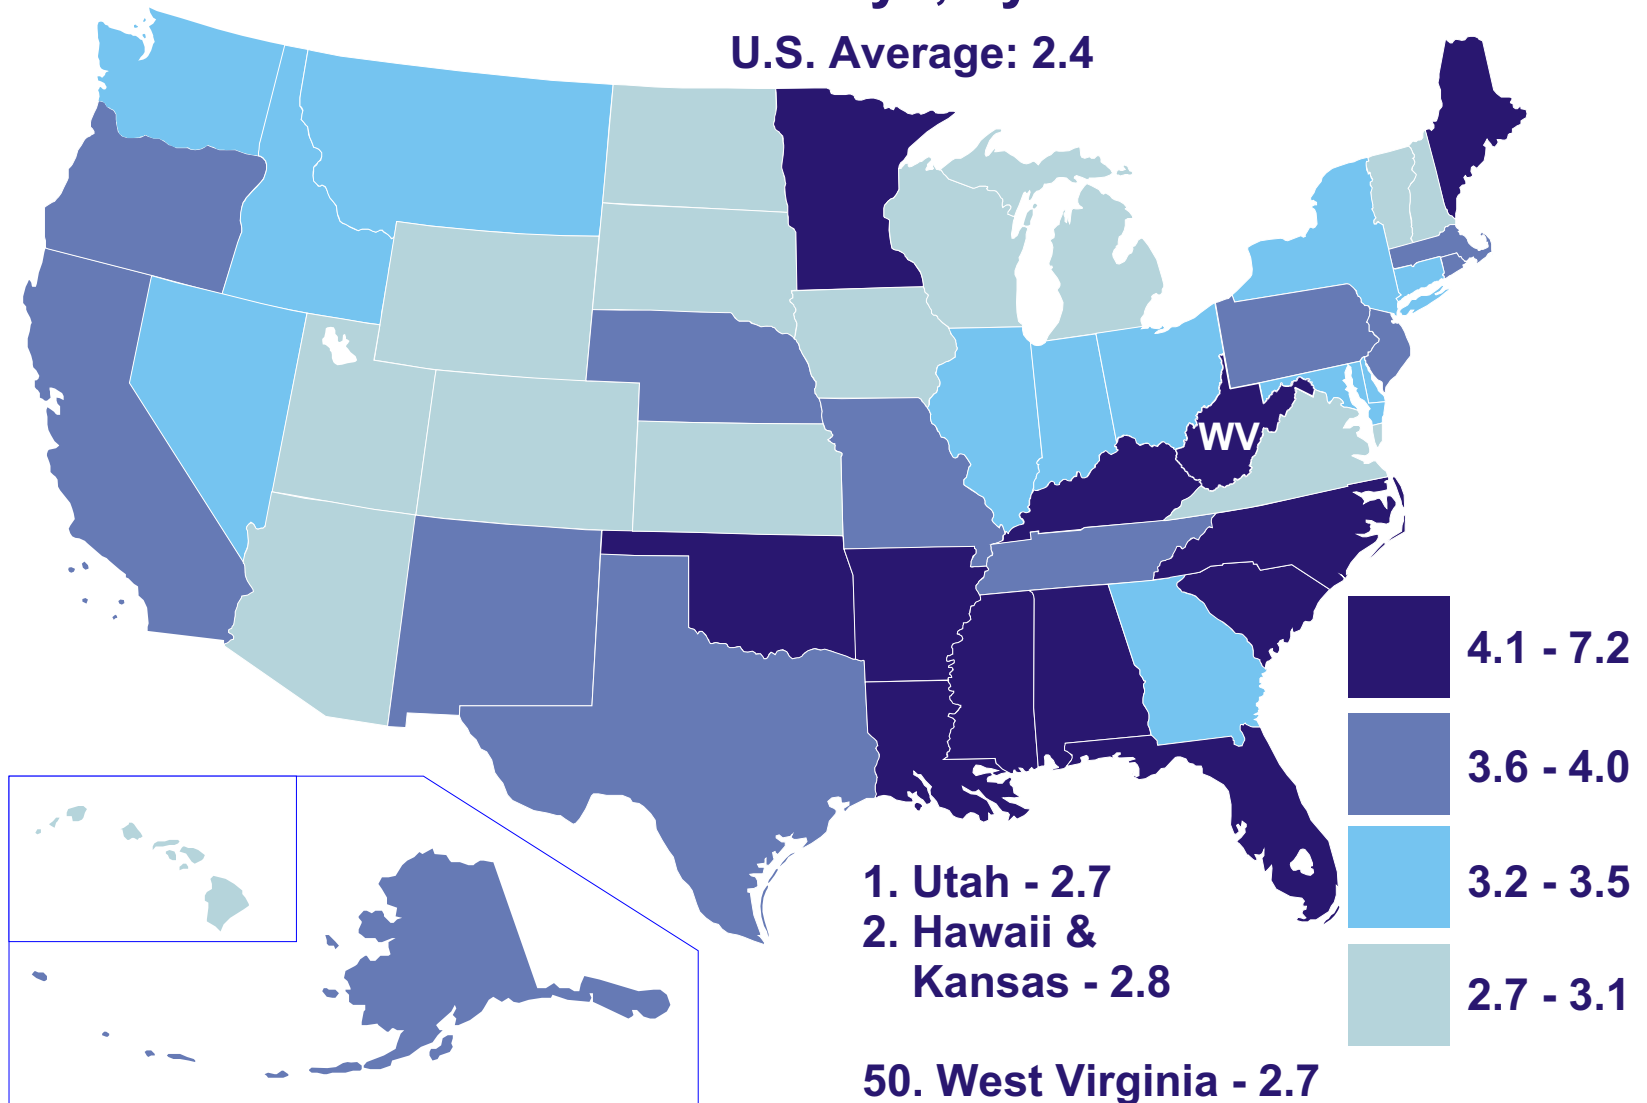 U.S. Average: 2.4
WV
4.1 - 7.2
3.6 - 4.0
3.2 - 3.5
2.7 - 3.1
1. Utah - 2.7
2. Hawaii &
Kansas - 2.8
50. West Virginia - 2.7